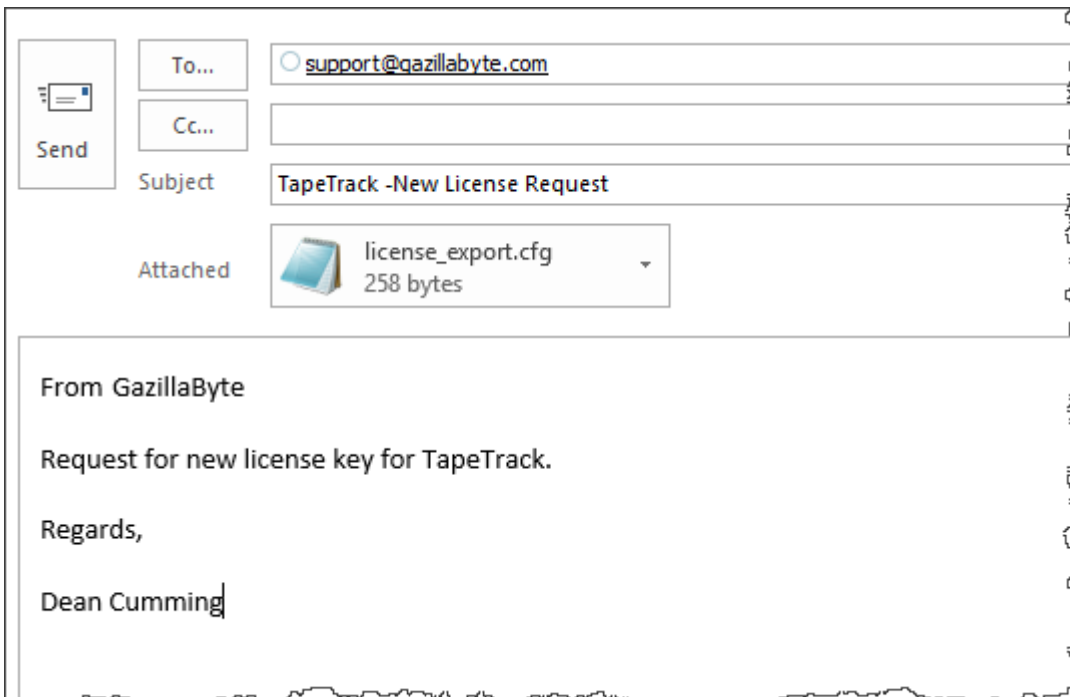 To...
support@gazillabyte.com
Cc...
Send
Subject
TapeTrack -New License Request
Attached
license_export.cfg
258 bytes
From GazillaByte
Request for new license key for TapeTrack.
Regards,
Dean Cumming